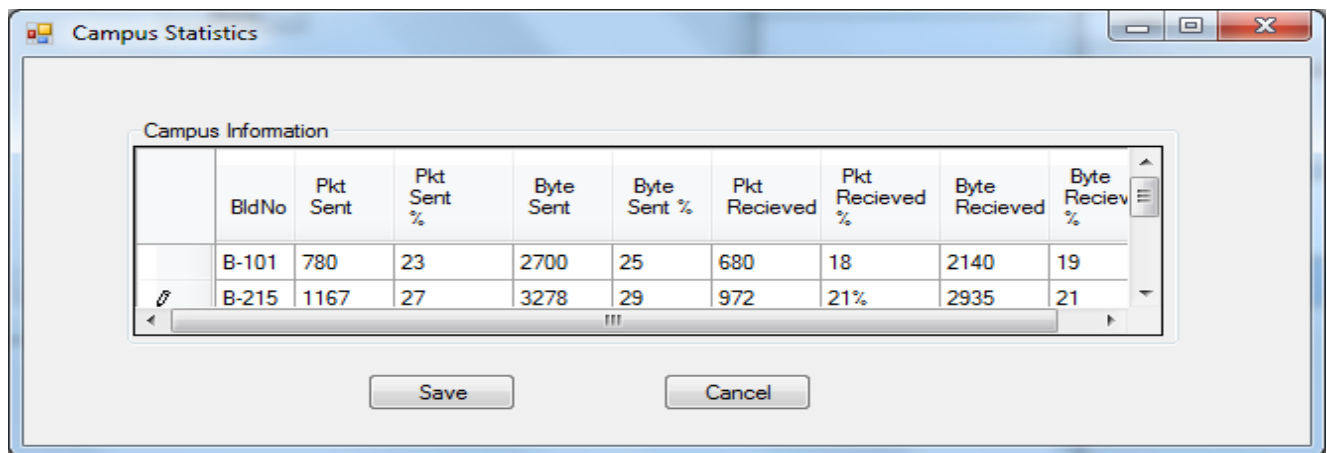 Campus Statistics
Campus Information
BldNo Pkt Sent Pkt Sent % Byte Sent Byte Sent % Pkt Recieved Pkt Recieved % Byte Recieved Byte Reciev %
B-101 780 23 2700 25 680 18 2140 19
B-215 1167 27 3278 29 972 21% 2935 21
Save Cancel